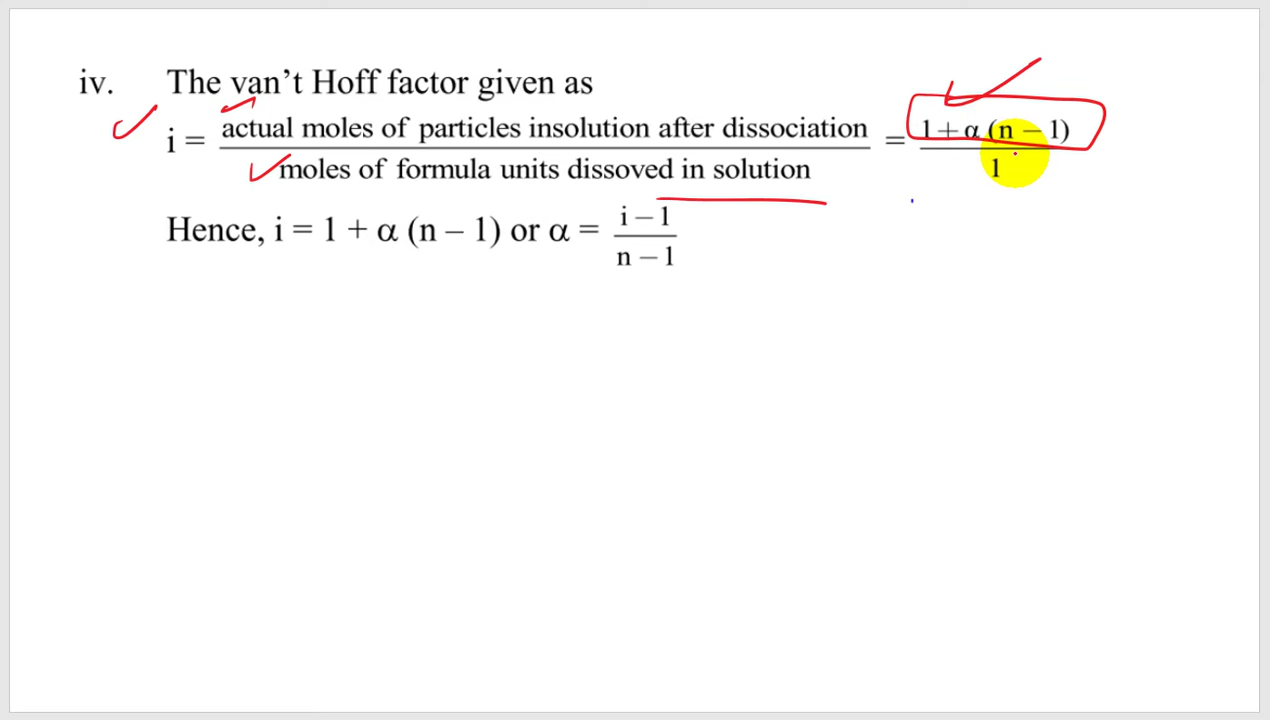 iv. The van't Hoff factor given as
i = actual moles of particles insolution after dissociation / moles of formula units dissoved in solution = 1 + α (n – 1) / 1
Hence, i = 1 + α (n – 1) or α = i – 1 / n – 1